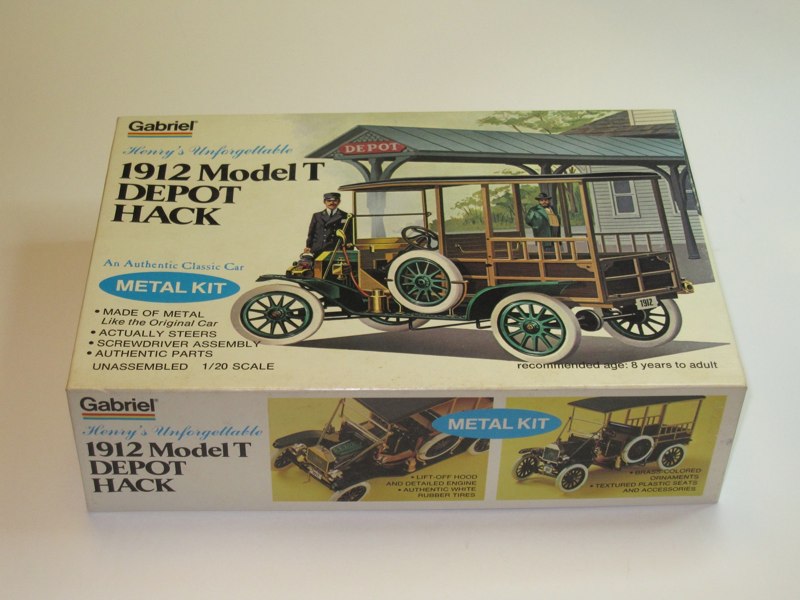 Gabriel®
Henry's Unforgettable
1912 Model T
DEPOT
HACK
DEPOT
An Authentic Classic Car
METAL KIT
• MADE OF METAL
Like the Original Car
• ACTUALLY STEERS
• SCREWDRIVER ASSEMBLY
• AUTHENTIC PARTS
UNASSEMBLED 1/20 SCALE
1912
recommended age: 8 years to adult
Gabriel®
Henry's Unforgettable
1912 Model T
DEPOT
HACK
METAL KIT
• LIFT-OFF HOOD
AND DETAILED ENGINE
• AUTHENTIC WHITE
RUBBER TIRES
• BRASS-COLORED
ORNAMENTS
• TEXTURED PLASTIC SEATS
AND ACCESSORIES